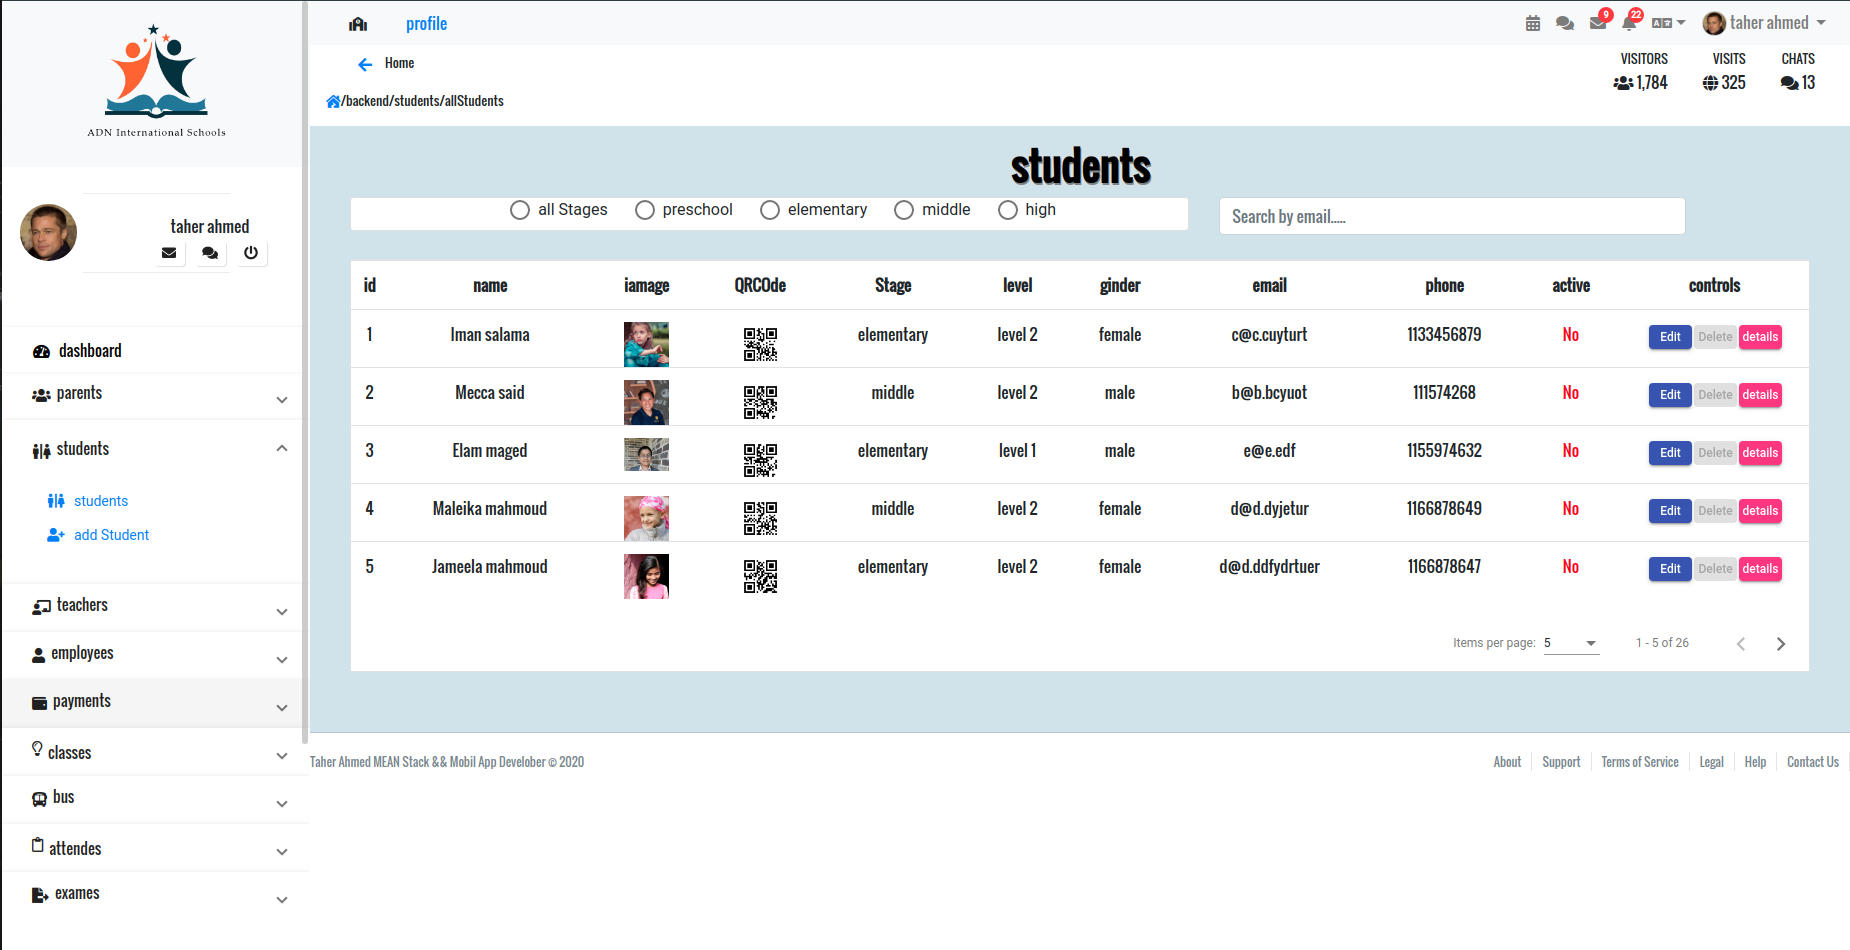 ADN International Schools
taher ahmed
dashboard
parents
students
students
add Student
teachers
employees
payments
classes
bus
attendes
exames
profile
9
22
taher ahmed
Home
VISITORS VISITS CHATS
1,784 325 13
/backend/students/allStudents
students
all Stages preschool elementary middle high
Search by email.....
id name iamage QRCOde Stage level ginder email phone active controls
1 Iman salama elementary level 2 female c@c.cuyturt 1133456879 No Edit Delete details
2 Mecca said middle level 2 male b@b.bcyuot 111574268 No Edit Delete details
3 Elam maged elementary level 1 male e@e.edf 1155974632 No Edit Delete details
4 Maleika mahmoud middle level 2 female d@d.dyjetur 1166878649 No Edit Delete details
5 Jameela mahmoud elementary level 2 female d@d.ddfydrtuer 1166878647 No Edit Delete details
Items per page: 5 1 - 5 of 26
Taher Ahmed MEAN Stack && Mobil App Develober © 2020
About Support Terms of Service Legal Help Contact Us